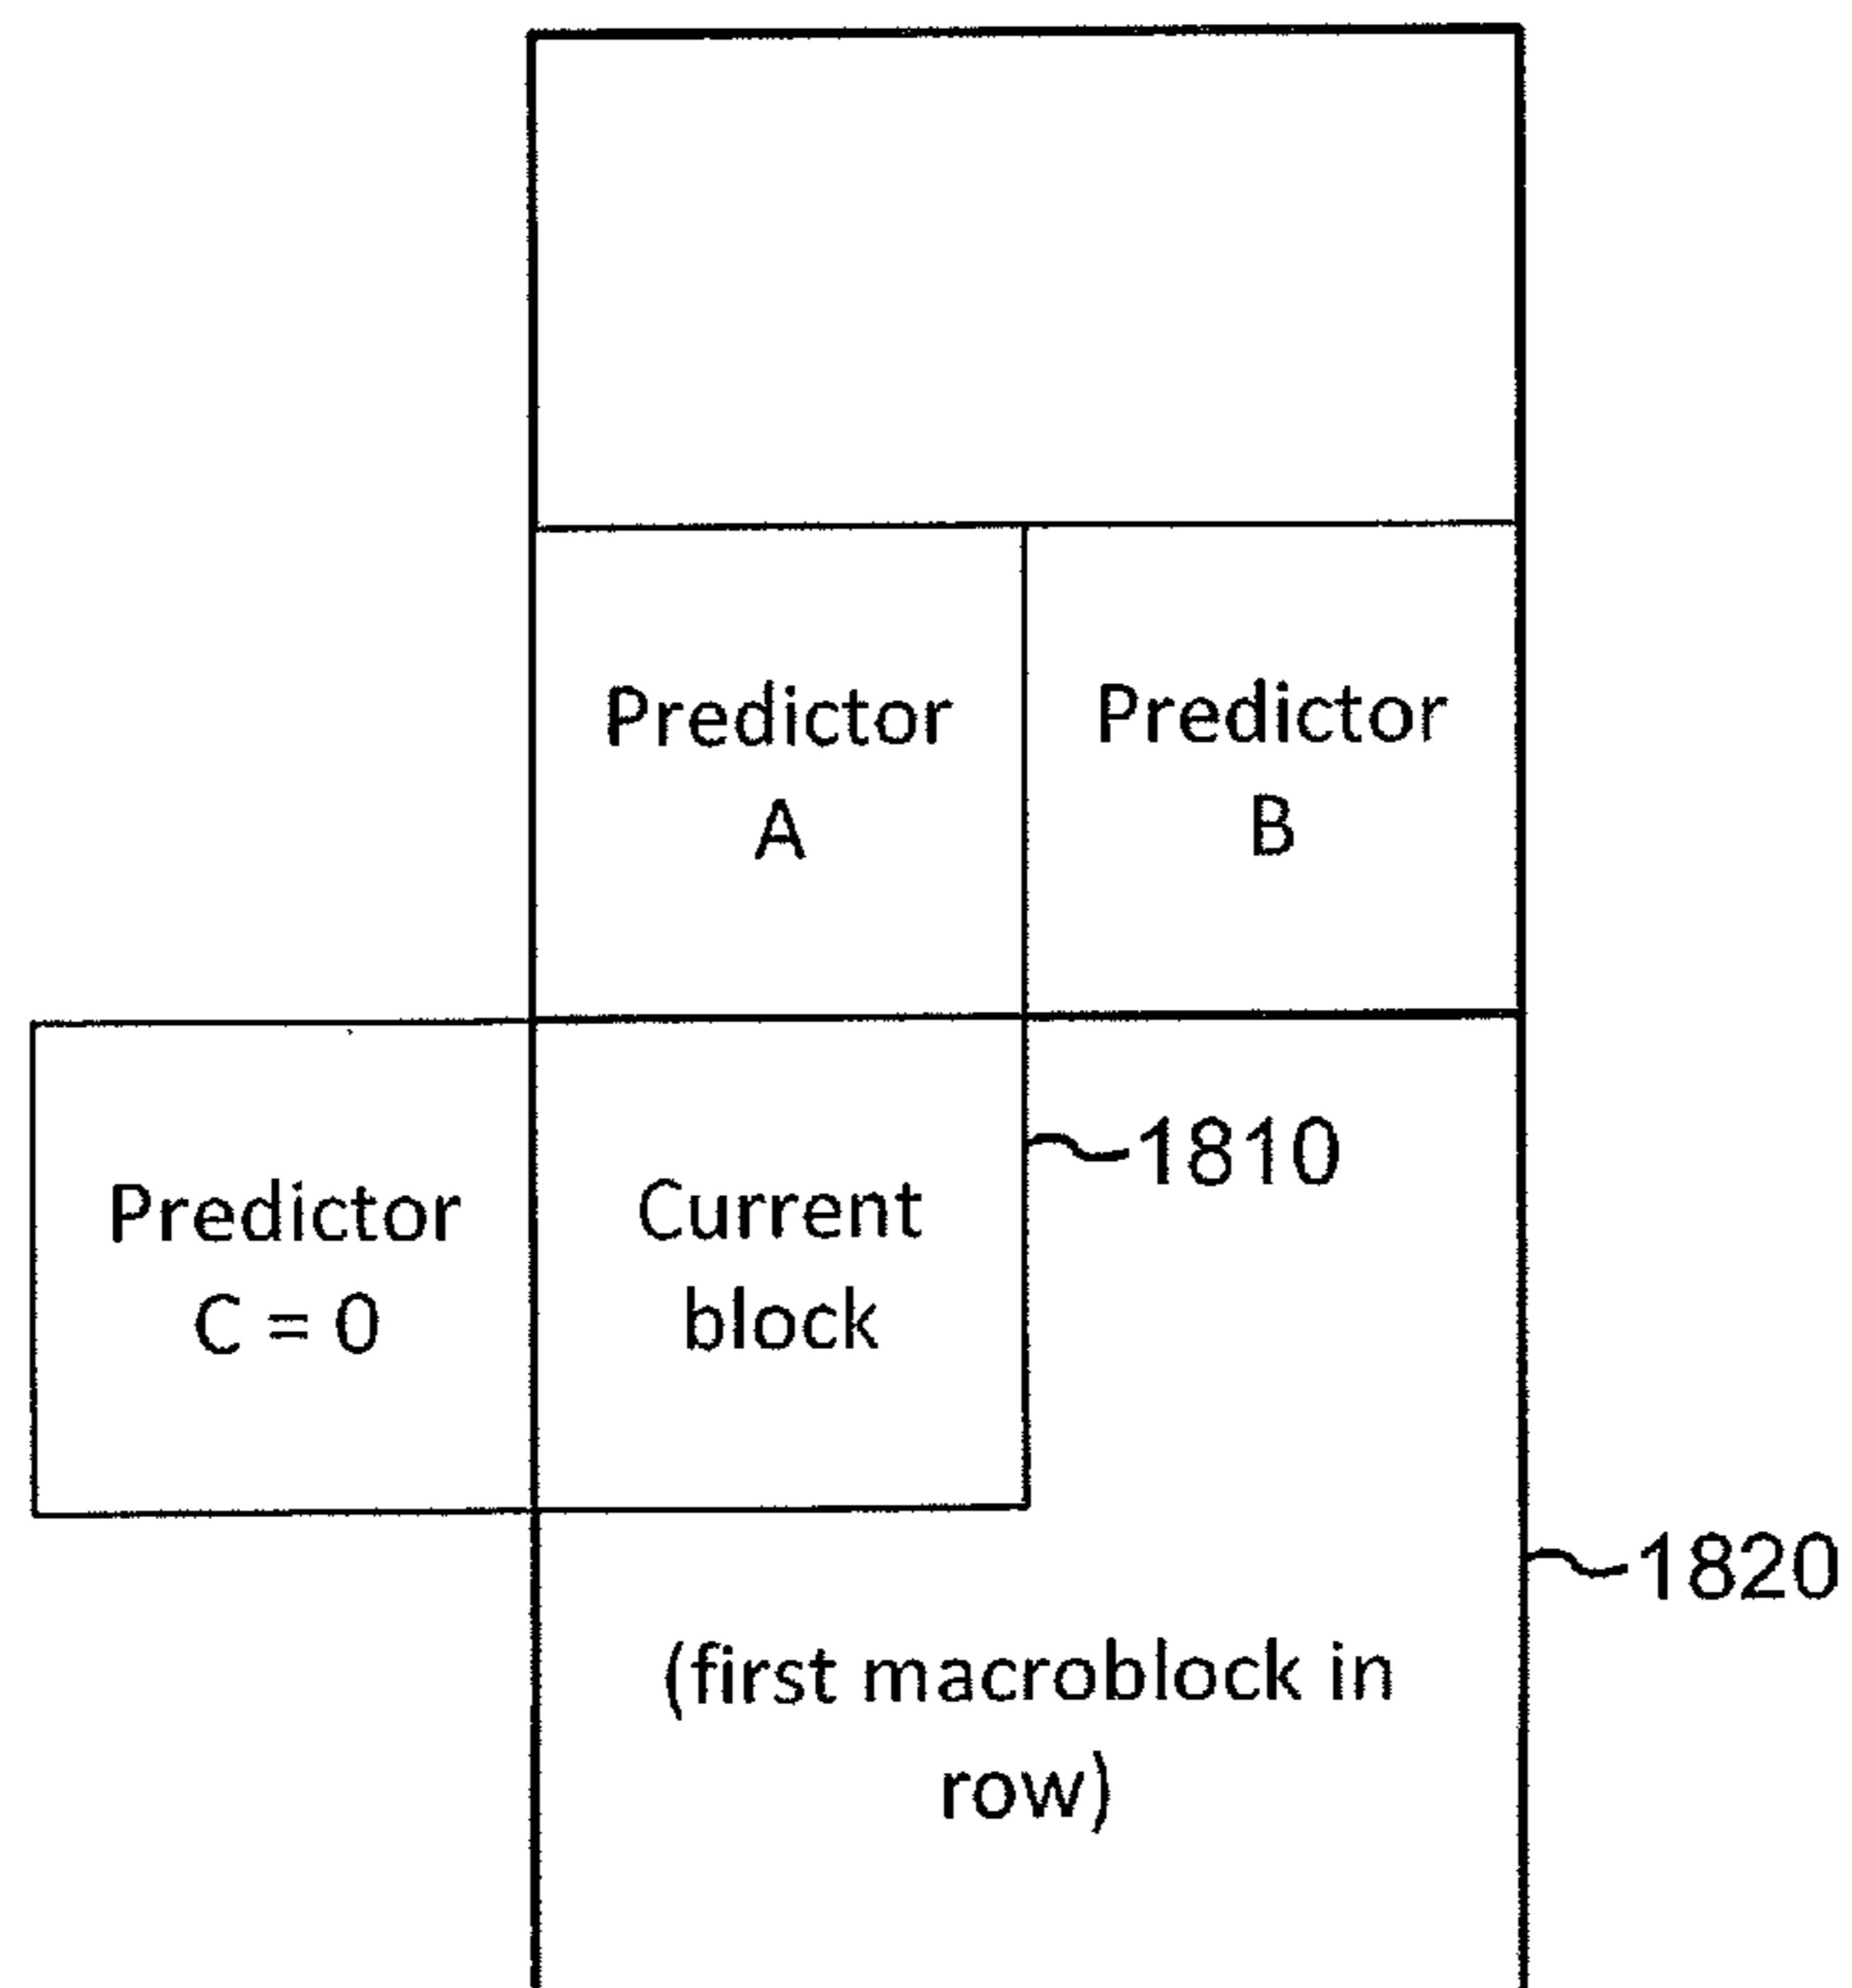 Predictor
A
Predictor
B
Predictor
C = 0
Current
block
1810
1820
(first macroblock in
row)